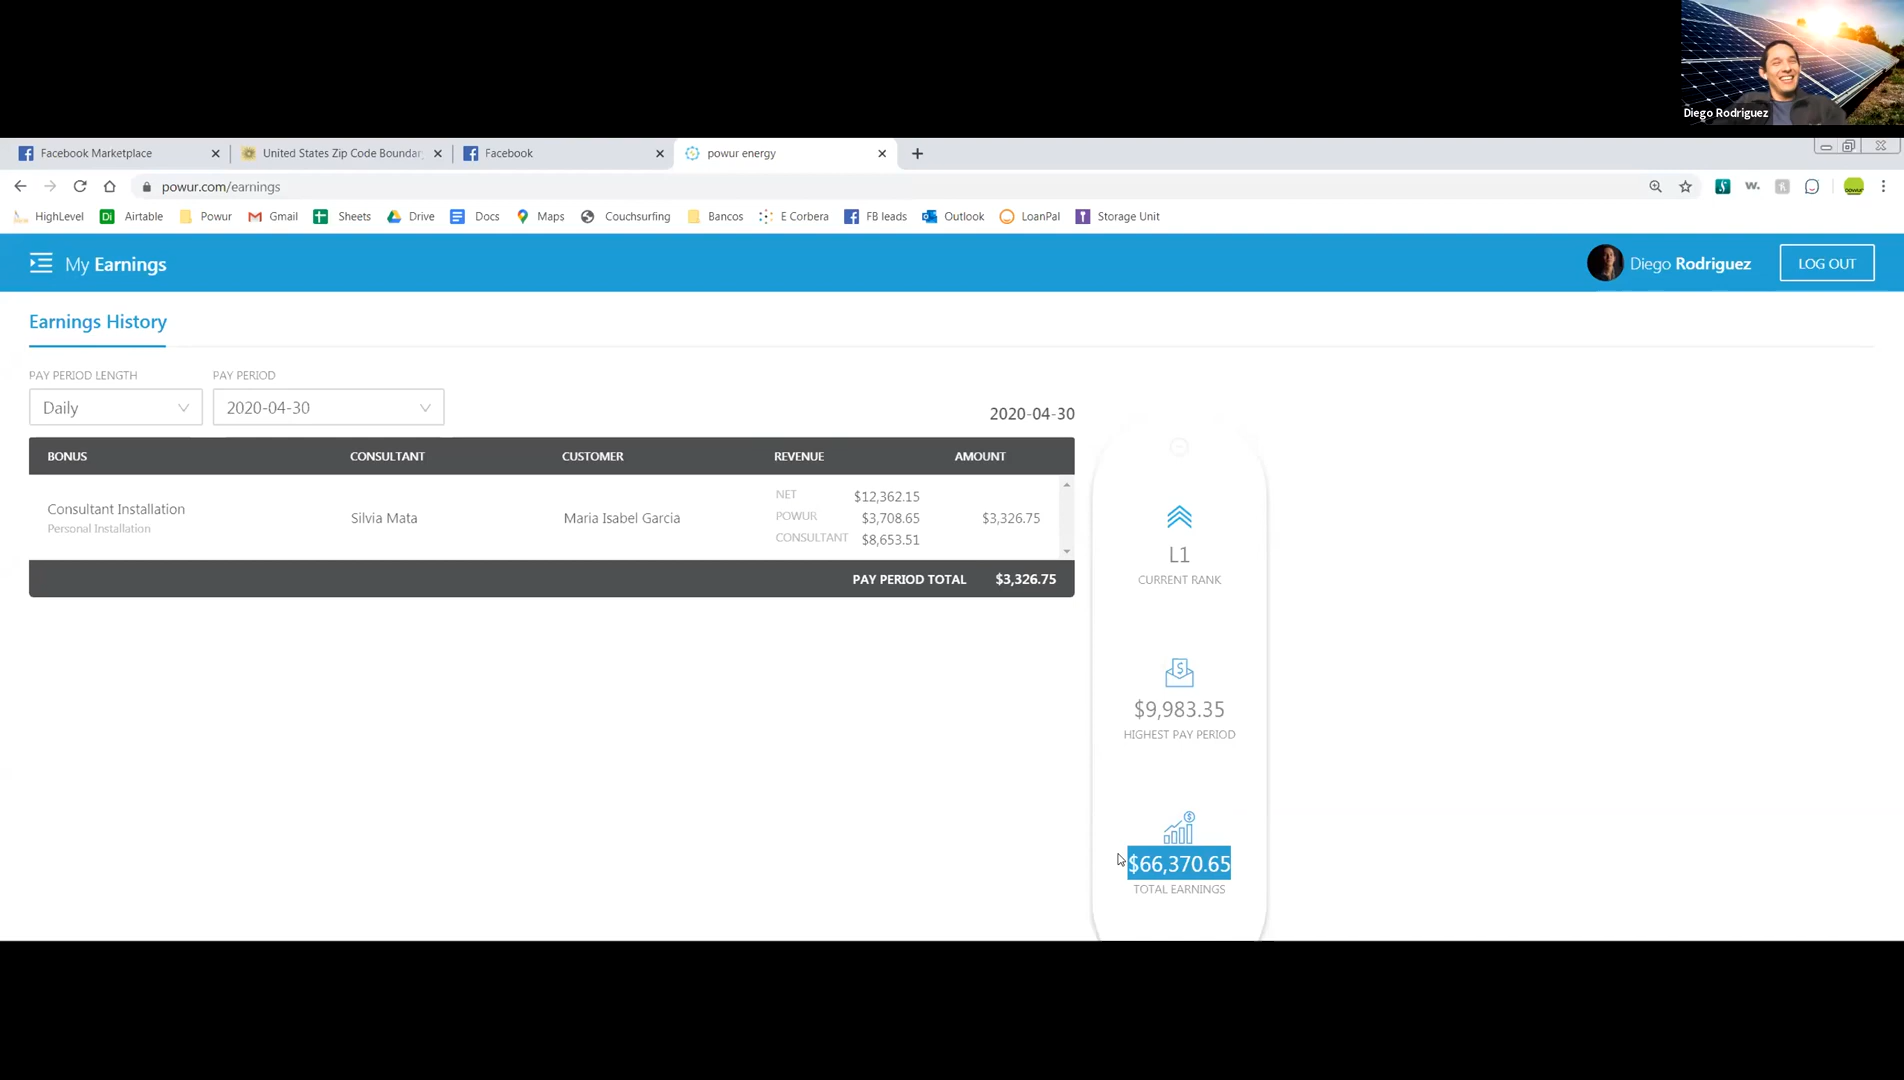 Diego Rodriguez
Facebook Marketplace
United States Zip Code Boundar
Facebook
powur energy
powur.com/earnings
HighLevel
Airtable
Powur
Gmail
Sheets
Drive
Docs
Maps
Couchsurfing
Bancos
E Corbera
FB leads
Outlook
LoanPal
Storage Unit
My Earnings
Diego Rodriguez
LOG OUT
Earnings History
PAY PERIOD LENGTH
PAY PERIOD
Daily
2020-04-30
2020-04-30
BONUS CONSULTANT CUSTOMER REVENUE AMOUNT
Consultant Installation
Personal Installation
Silvia Mata
Maria Isabel Garcia
NET $12,362.15
POWUR $3,708.65
CONSULTANT $8,653.51
$3,326.75
PAY PERIOD TOTAL $3,326.75
L1
CURRENT RANK
$9,983.35
HIGHEST PAY PERIOD
$66,370.65
TOTAL EARNINGS